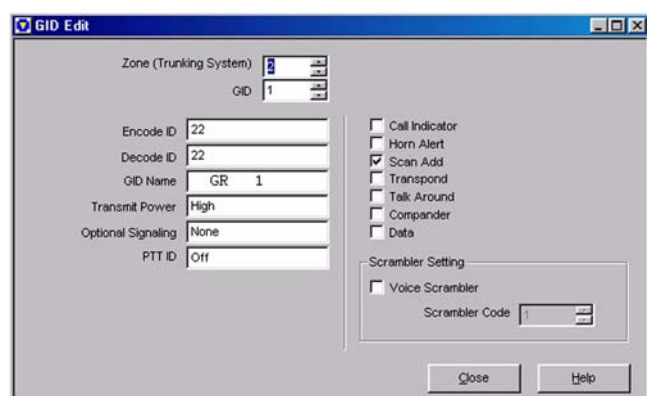 GID Edit
Zone (Trunking System) 2
GID 1
Encode ID 22
Decode ID 22
GID Name GR 1
Transmit Power High
Optional Signaling None
PTT ID Off
Call Indicator
Horn Alert
Scan Add
Transpond
Talk Around
Compander
Data
Scrambler Setting
Voice Scrambler
Scrambler Code 1
Close
Help